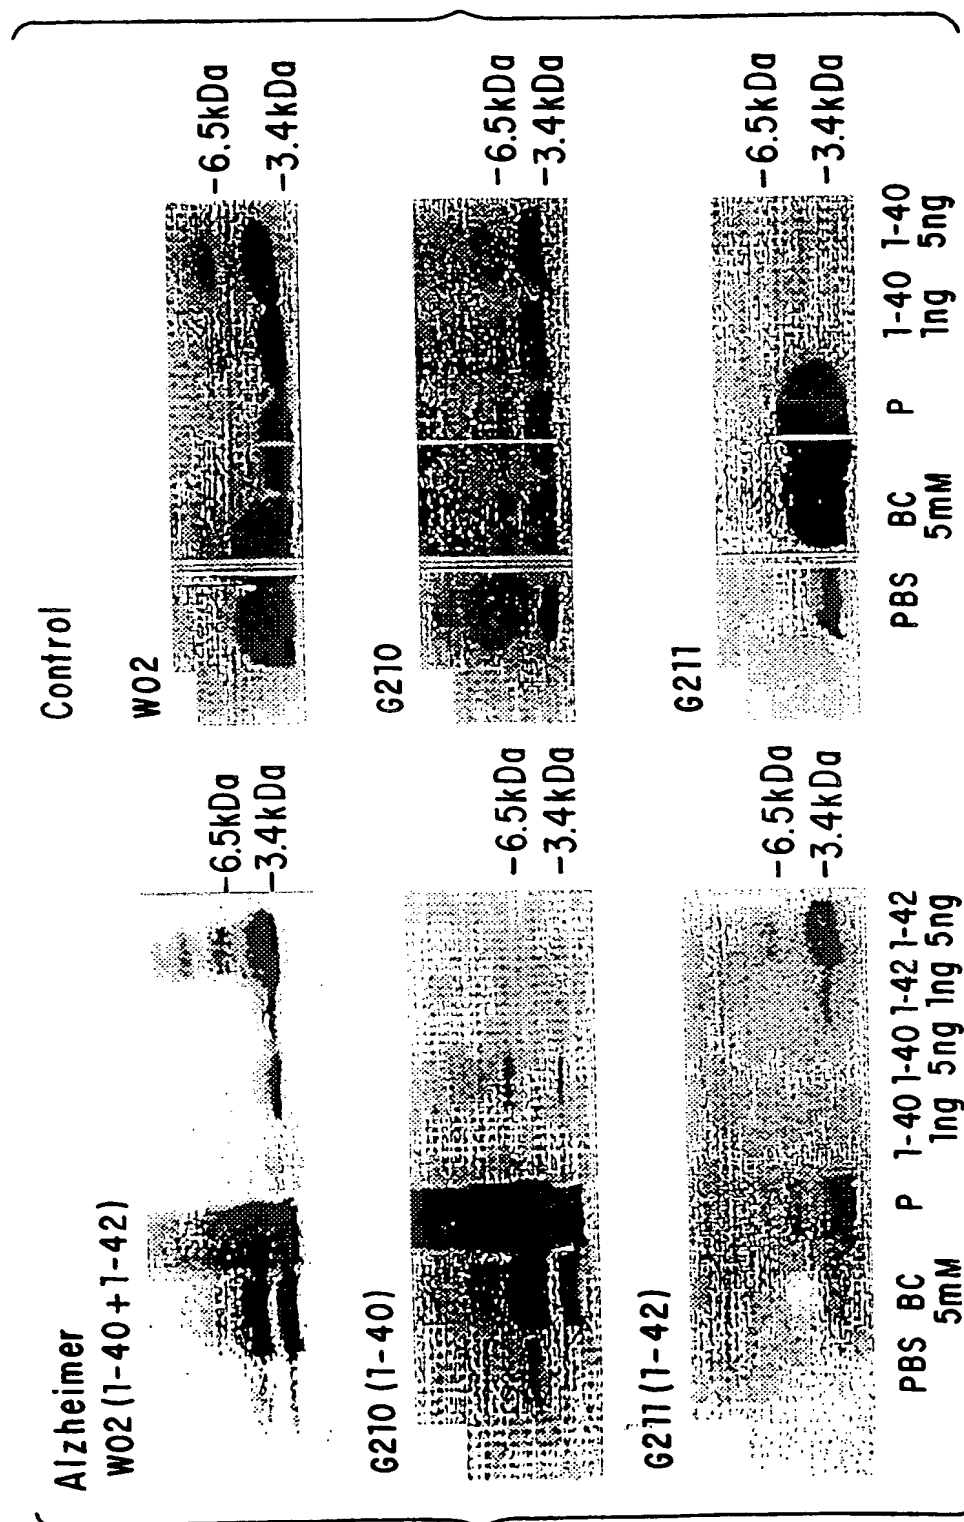 Alzheimer
W02 (1-40 + 1-42)
-6.5kDa
-3.4kDa
G210 (1-40)
-6.5kDa
-3.4kDa
G211 (1-42)
-6.5kDa
-3.4kDa
PBS BC P 1-40 1-40 1-42 1-42
5mM 1ng 5ng 1ng 5ng
Control
W02
-6.5kDa
-3.4kDa
G210
-6.5kDa
-3.4kDa
G211
-6.5kDa
-3.4kDa
PBS BC P 1-40 1-40
5mM 1ng 5ng